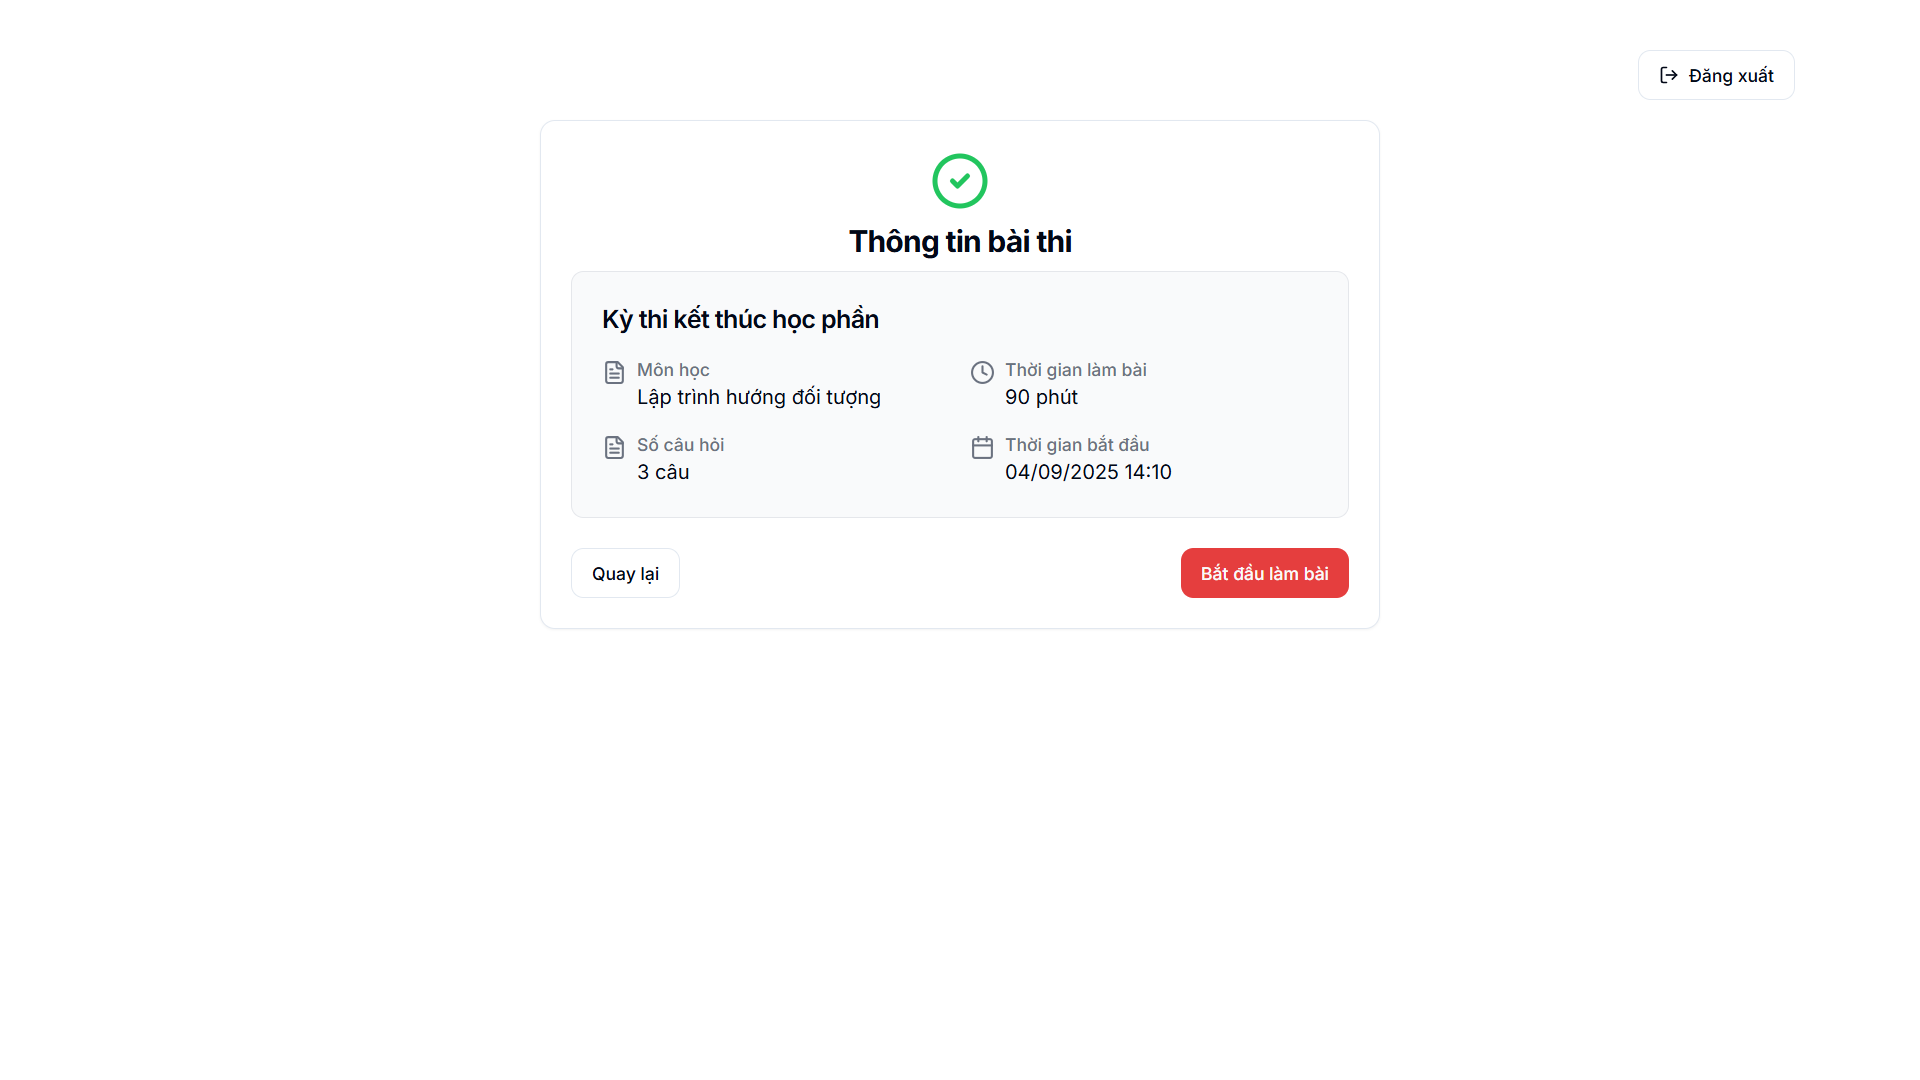 Đăng xuất
Thông tin bài thi
Kỳ thi kết thúc học phần
Môn học
Lập trình hướng đối tượng
Thời gian làm bài
90 phút
Số câu hỏi
3 câu
Thời gian bắt đầu
04/09/2025 14:10
Quay lại
Bắt đầu làm bài